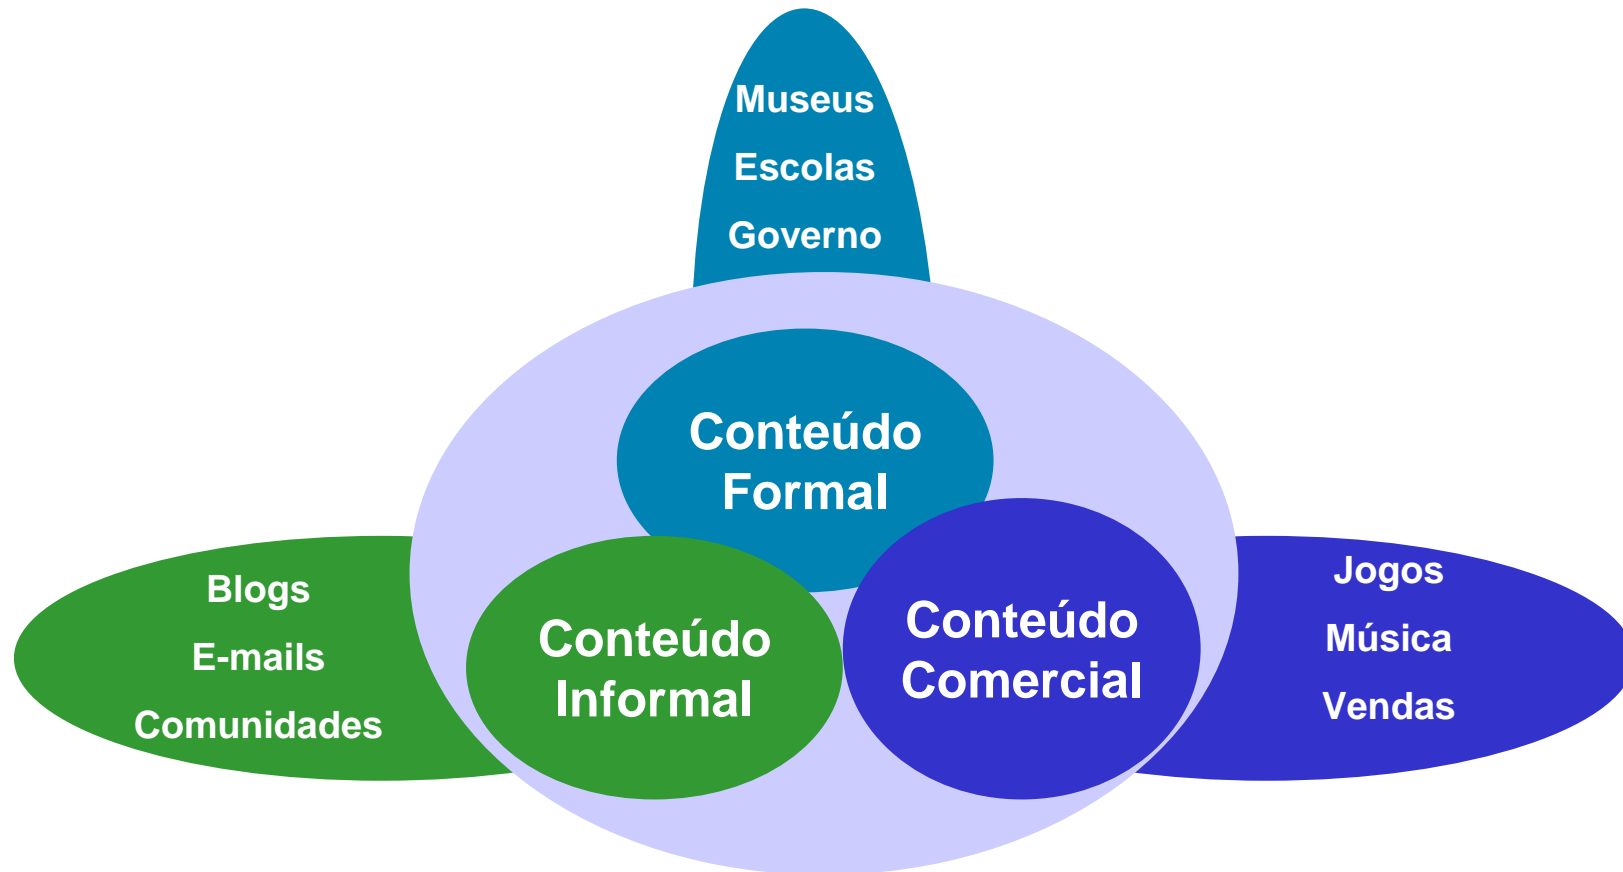 Museus
Escolas
Governo
Conteúdo
Formal
Blogs
E-mails
Comunidades
Conteúdo
Informal
Conteúdo
Comercial
Jogos
Música
Vendas